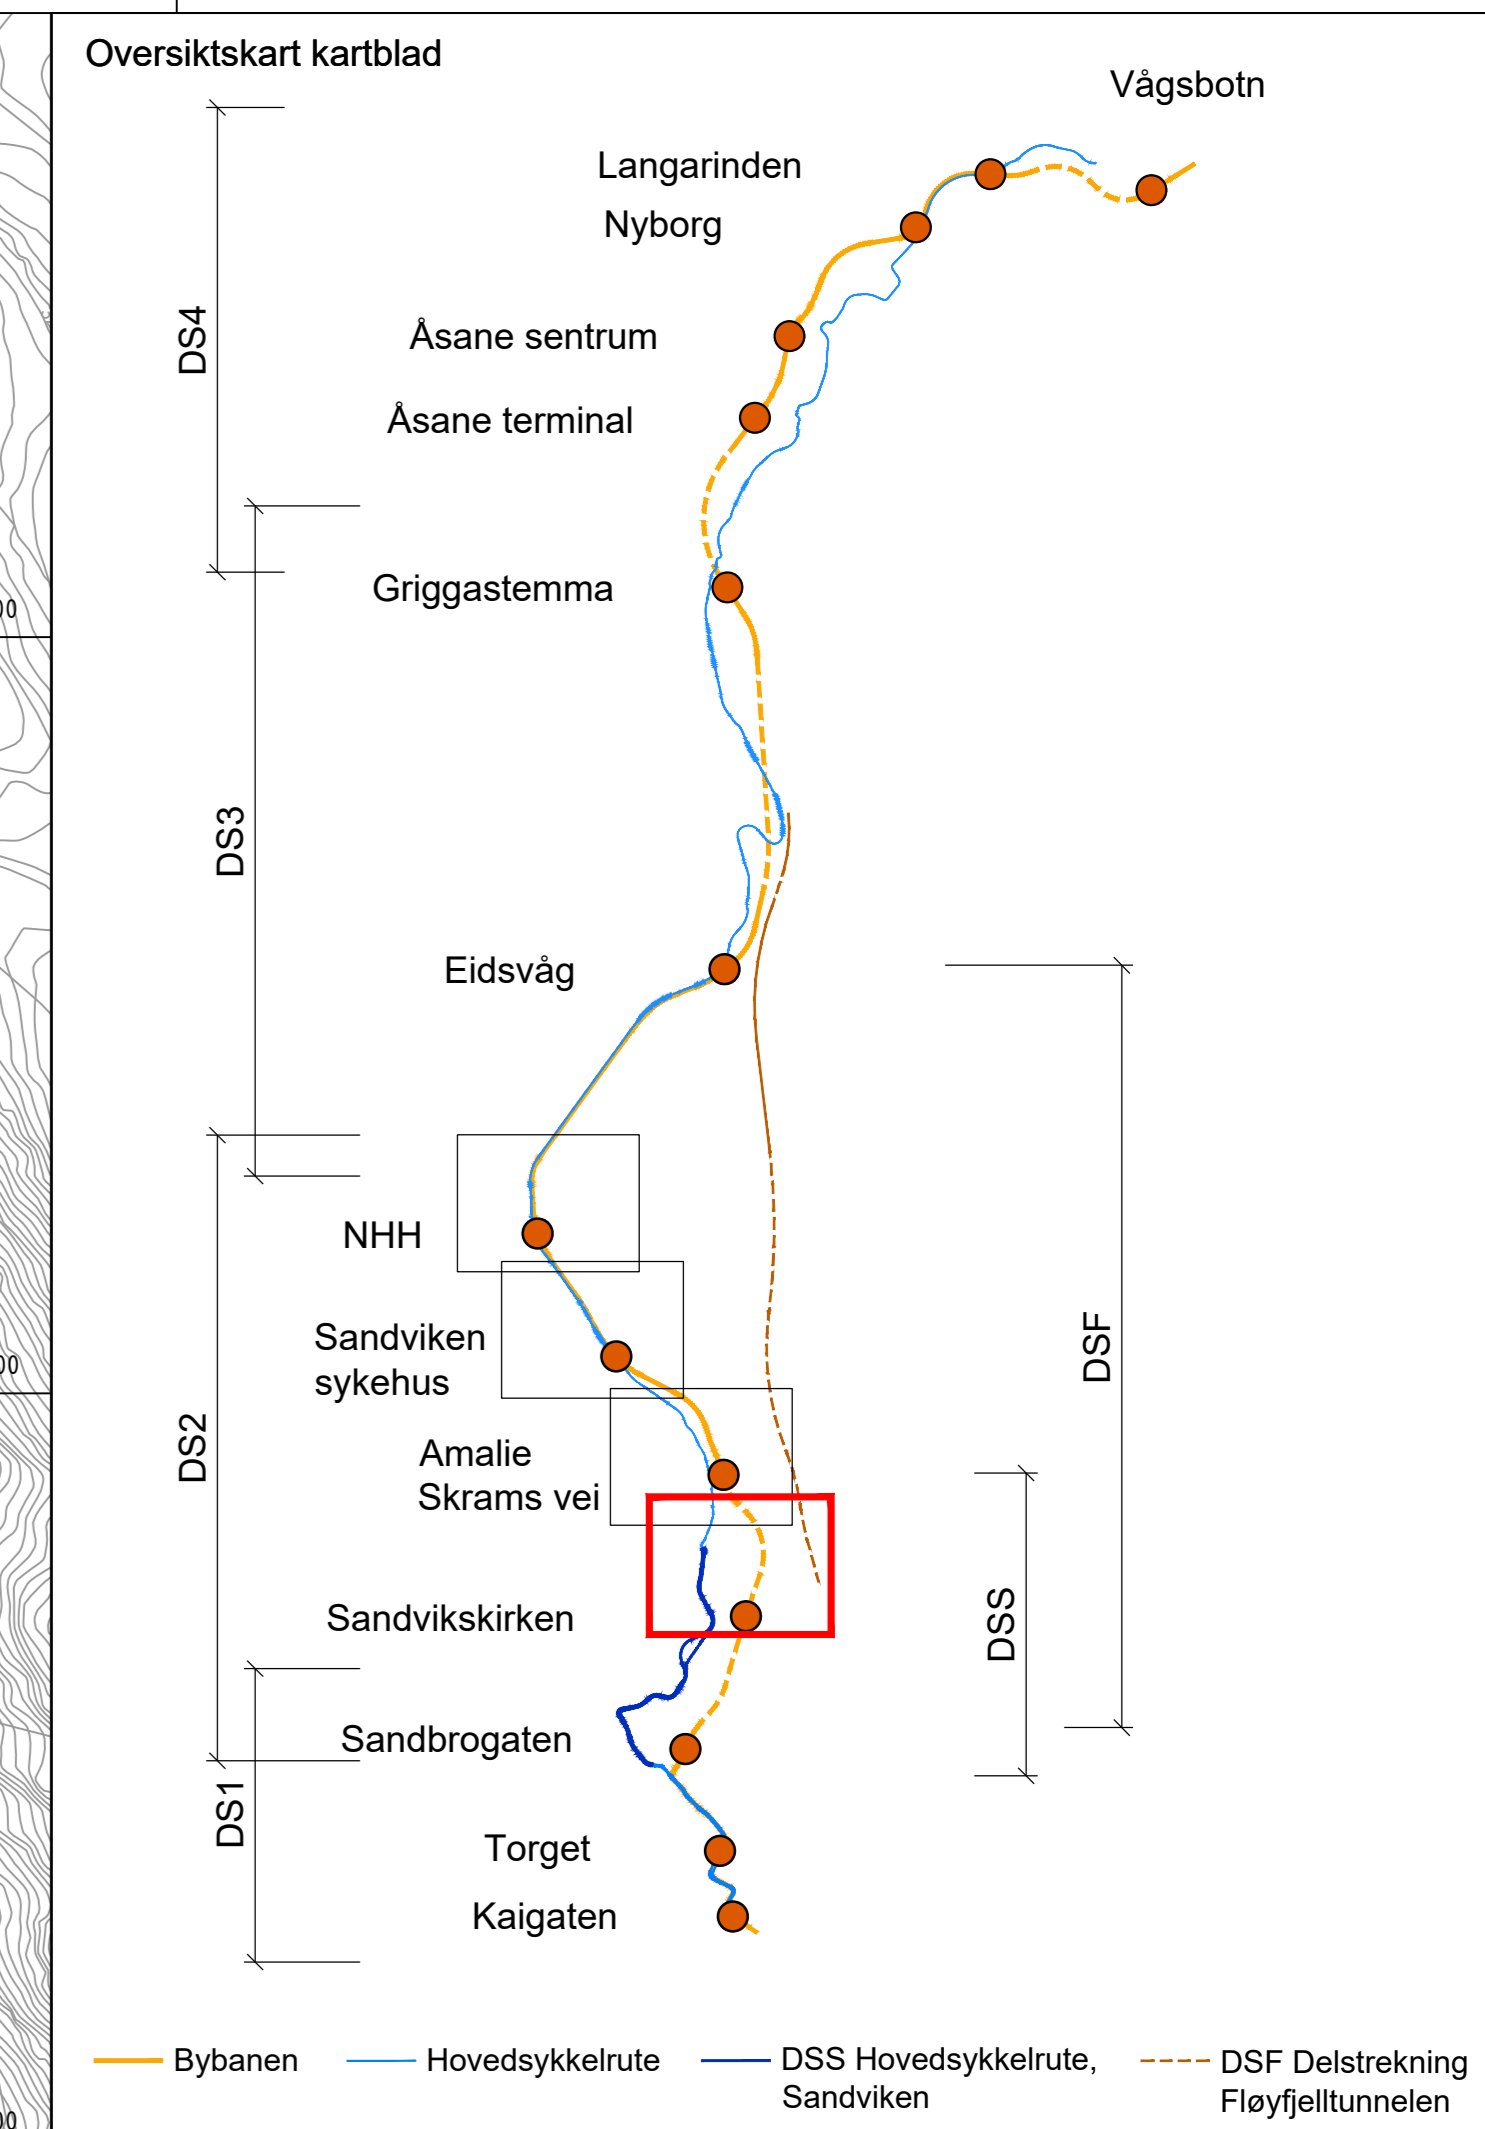 Oversiktskart kartblad
Vågsbotn
Langarinden
Nyborg
DS4
Åsane sentrum
Åsane terminal
Griggastemma
DS3
Eidsvåg
NHH
Sandviken
sykehus
DSF
DS2
Amalie
Skrams vei
Sandvikskirken
DSS
Sandbrogaten
DS1
Torget
Kaigaten
Bybanen
Hovedsykkelrute
DSS Hovedsykkelrute,
Sandviken
DSF Delstrekning
Fløyfjelltunnelen